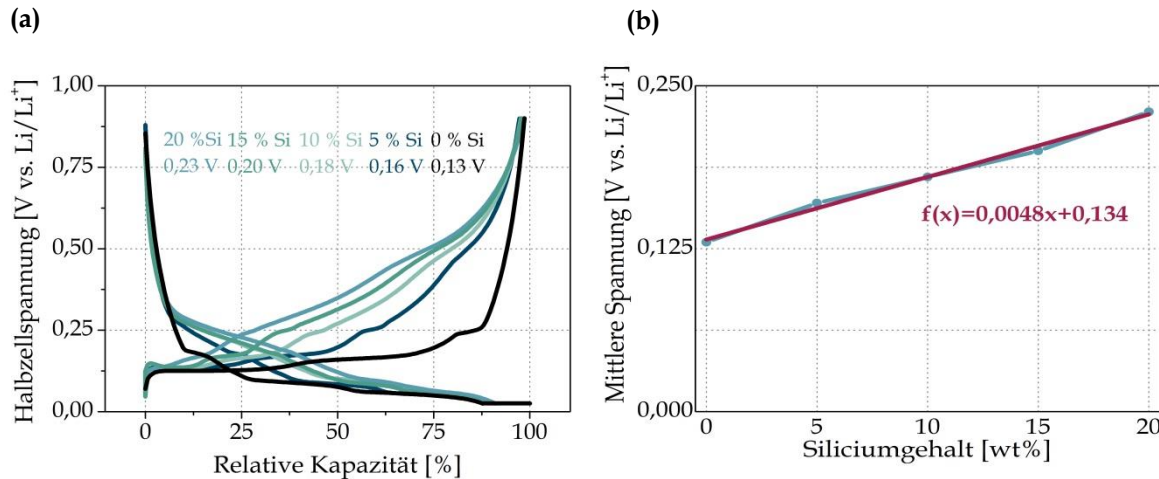 (a)
Halbzellspannung [V vs. Li/Li⁺]
1,00
0,75
0,50
0,25
0,00
20 %Si 15 % Si 10 % Si 5 % Si 0 % Si
0,23 V 0,20 V 0,18 V 0,16 V 0,13 V
0 25 50 75 100
Relative Kapazität [%]
(b)
Mittlere Spannung [V vs. Li/Li⁺]
0,250
0,125
0,000
f(x)=0,0048x+0,134
0 5 10 15 20
Siliciumgehalt [wt%]